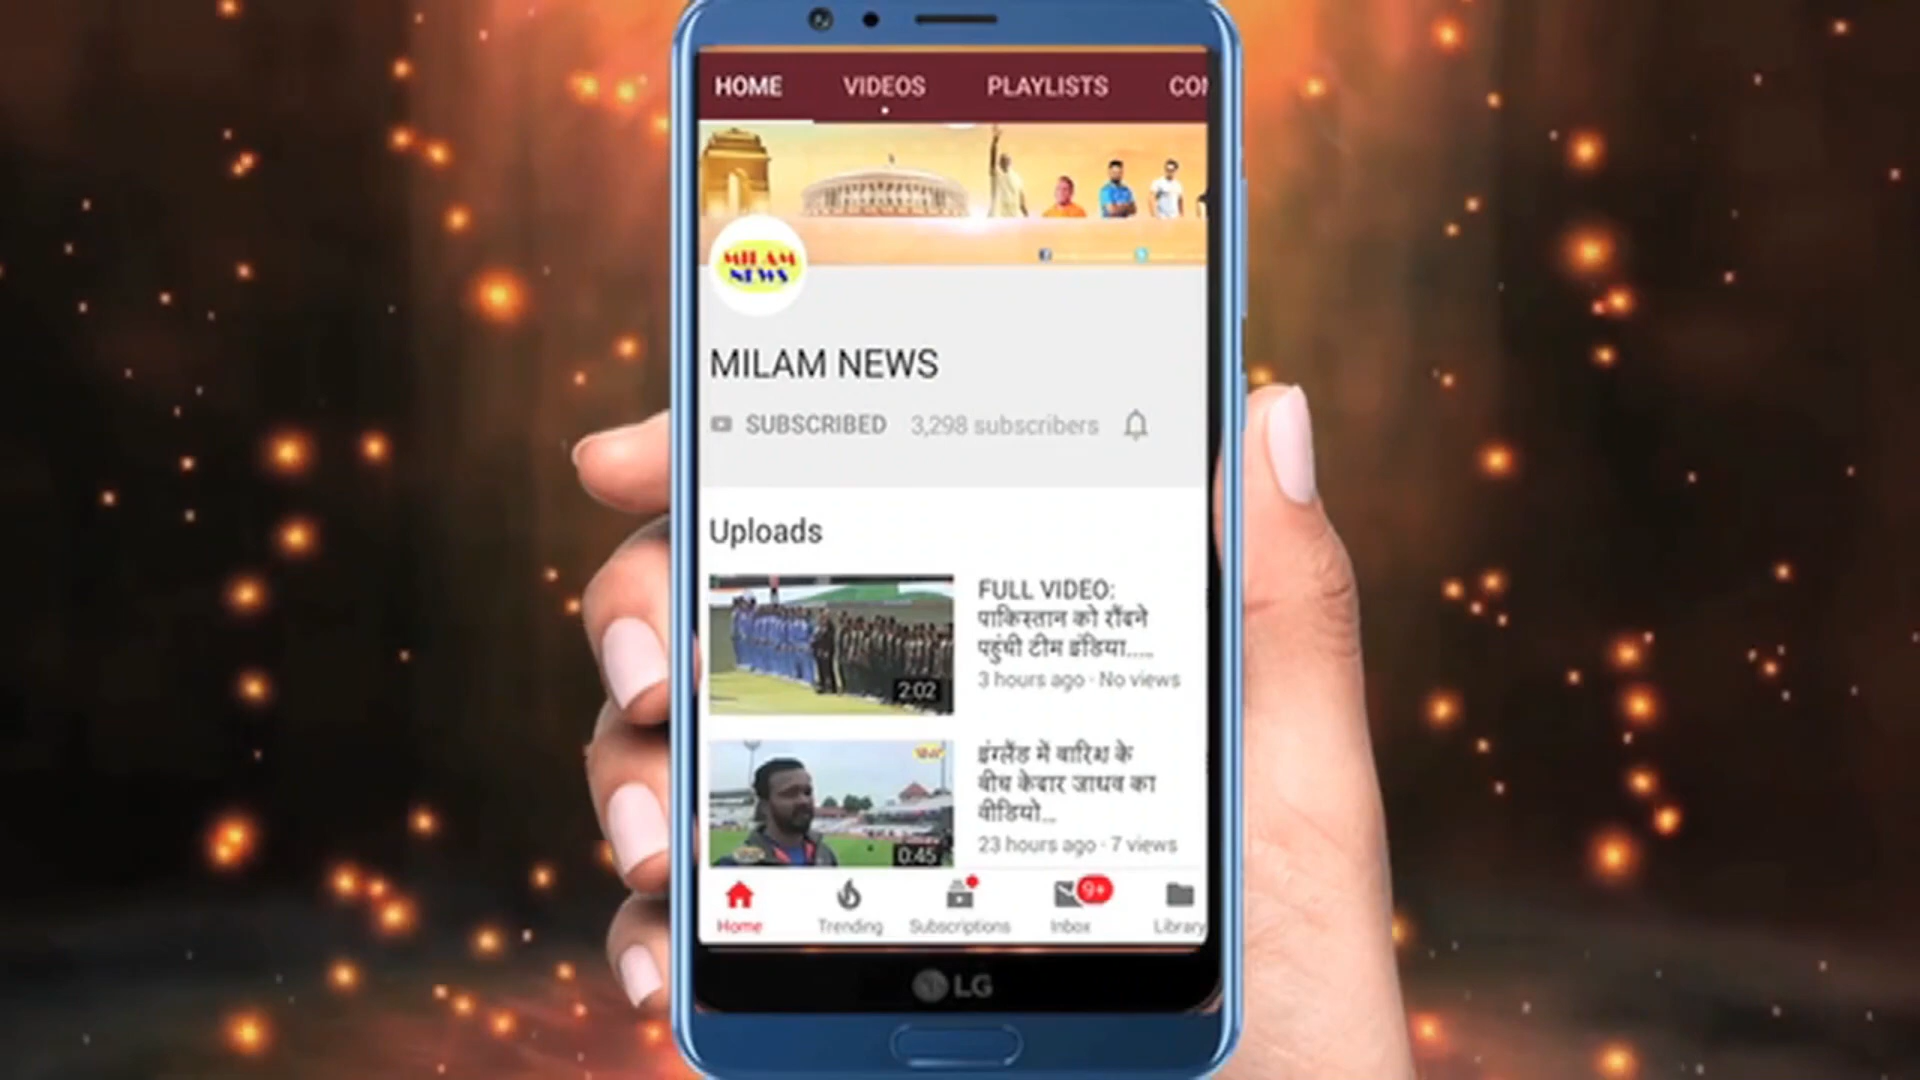 HOME VIDEOS PLAYLISTS CON
MILAM
NEWS
MILAM NEWS
SUBSCRIBED 3,298 subscribers
Uploads
FULL VIDEO:
पाकिस्तान को रौंदने
पहुंची टीम इंडिया.....
3 hours ago · No views
2:02
इंग्लैंड में बारिश के
बीच केदार जाधव का
वीडियो...
23 hours ago · 7 views
0:45
9+
Home Trending Subscriptions Inbox Library
LG